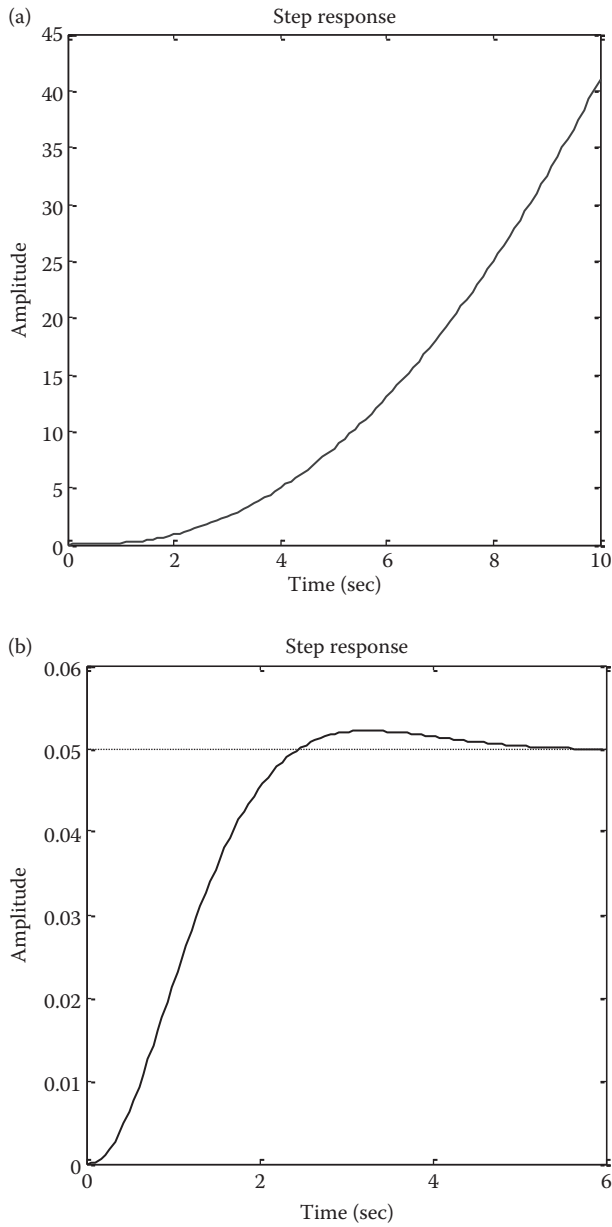 (a)
Step response
45
40
35
30
25
20
15
10
5
0
Amplitude
0 2 4 6 8 10
Time (sec)
(b)
Step response
0.06
0.05
0.04
0.03
0.02
0.01
0
Amplitude
0 2 4 6
Time (sec)